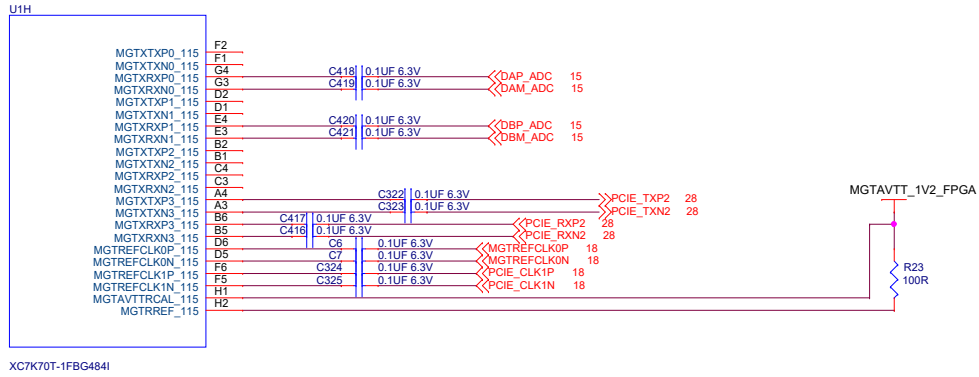 U1H
MGTXTXP0_115 F2
MGTXTXN0_115 F1
MGTXRXP0_115 G4 C418 0.1UF 6.3V DAP_ADC 15
MGTXRXN0_115 G3 C419 0.1UF 6.3V DAM_ADC 15
MGTXTXP1_115 D2
MGTXTXN1_115 D1
MGTXRXP1_115 E4 C420 0.1UF 6.3V DBP_ADC 15
MGTXRXN1_115 E3 C421 0.1UF 6.3V DBM_ADC 15
MGTXTXP2_115 B2
MGTXTXN2_115 B1
MGTXRXP2_115 C4
MGTXRXN2_115 C3
MGTXTXP3_115 A4 C322 0.1UF 6.3V PCIE_TXP2 28
MGTXTXN3_115 A3 C323 0.1UF 6.3V PCIE_TXN2 28
MGTXRXP3_115 B6 C417 0.1UF 6.3V PCIE_RXP2 28
MGTXRXN3_115 B5 C416 0.1UF 6.3V PCIE_RXN2 28
MGTREFCLK0P_115 D6 C6 0.1UF 6.3V MGTREFCLK0P 18
MGTREFCLK0N_115 D5 C7 0.1UF 6.3V MGTREFCLK0N 18
MGTREFCLK1P_115 F6 C324 0.1UF 6.3V PCIE_CLK1P 18
MGTREFCLK1N_115 F5 C325 0.1UF 6.3V PCIE_CLK1N 18
MGTAVTTRCAL_115 H1
MGTRREF_115 H2
MGTAVTT_1V2_FPGA
R23
100R
XC7K70T-1FBG484I